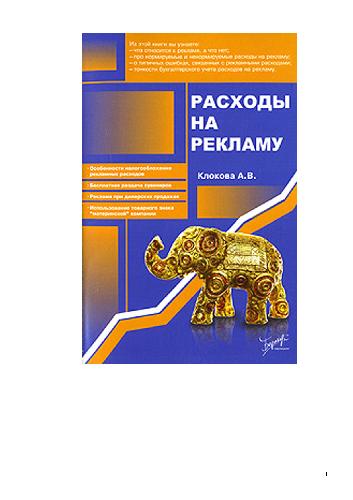 Из этой книги вы узнаете:
– что относится к рекламе, а что нет;
– про нормируемые и ненормируемые расходы на рекламу;
– о типичных ошибках, связанных с рекламными расходами;
– тонкости бухгалтерского учета расходов на рекламу.
РАСХОДЫ
НА
РЕКЛАМУ
Клокова А.В.
Особенности налогообложения
рекламных расходов
Бесплатная раздача сувениров
Реклама при дилерских продажах
Использование товарного знака
"материнской" компании